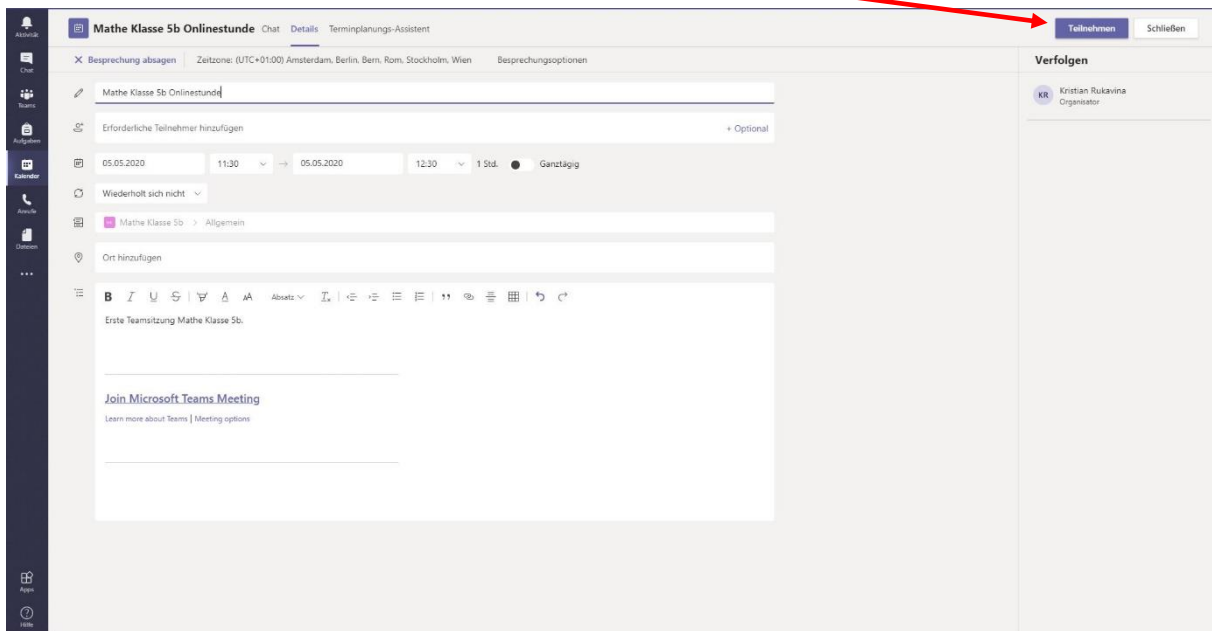 Aktivität
Chat
Teams
Aufgaben
Kalender
Anrufe
Dateien
Apps
Hilfe
Mathe Klasse 5b Onlinestunde Chat Details Terminplanungs-Assistent
Teilnehmen Schließen
Besprechung absagen Zeitzone: (UTC+01:00) Amsterdam, Berlin, Bern, Rom, Stockholm, Wien Besprechungsoptionen
Mathe Klasse 5b Onlinestunde
Erforderliche Teilnehmer hinzufügen + Optional
05.05.2020 11:30 → 05.05.2020 12:30 1 Std. Ganztägig
Wiederholt sich nicht
Mathe Klasse 5b > Allgemein
Ort hinzufügen
B I U S A AA Absatz
Erste Teamsitzung Mathe Klasse 5b.
Join Microsoft Teams Meeting
Learn more about Teams | Meeting options
Verfolgen
KR Kristian Rukavina
Organisator